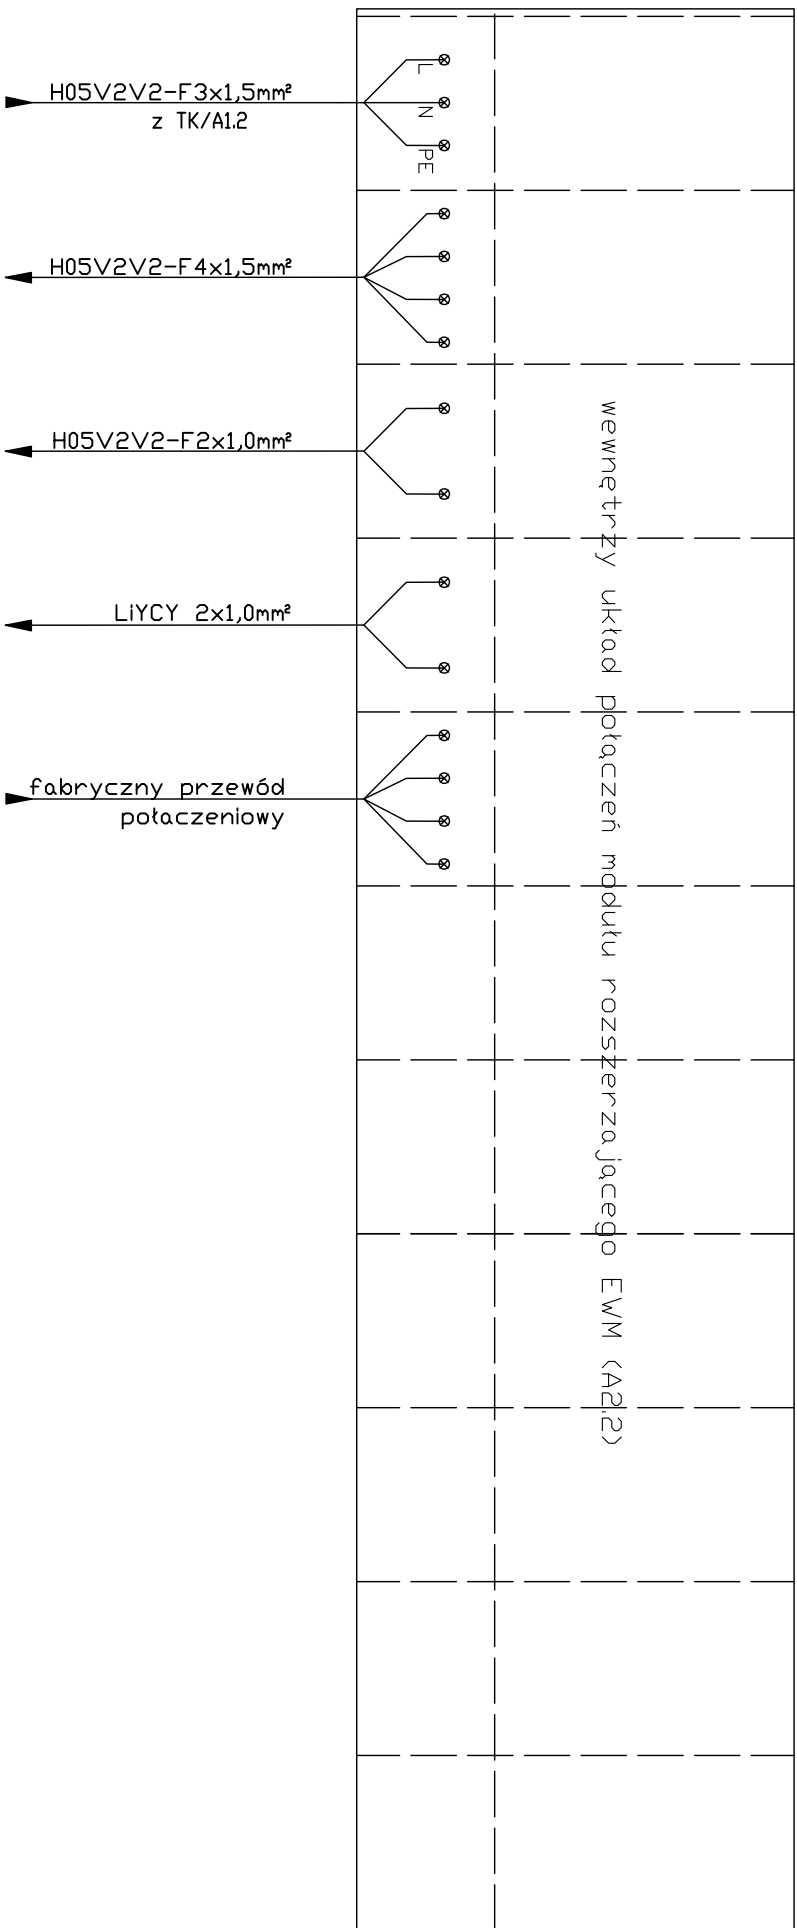 H05V2V2-F3x1,5mm²
z TK/A1.2
L
N
PE
H05V2V2-F4x1,5mm²
H05V2V2-F2x1,0mm²
LiYCY 2x1,0mm²
fabryczny przewód
połaczeniowy
wewnętrzy układ połączeń modułu rozszerzającego EWM (A2.2)